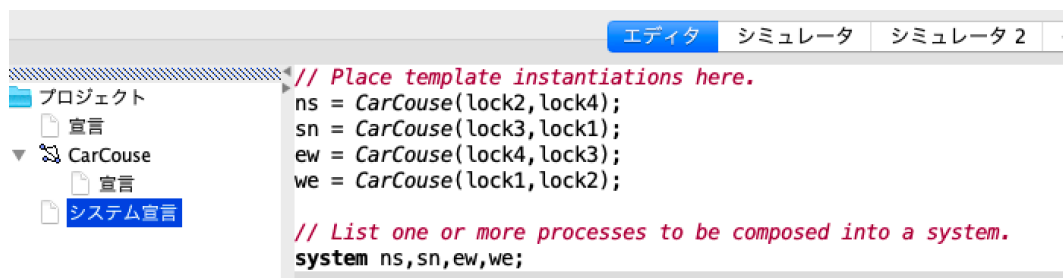 エディタ シミュレータ シミュレータ 2
プロジェクト
宣言
CarCouse
宣言
システム宣言
// Place template instantiations here.
ns = CarCouse(lock2,lock4);
sn = CarCouse(lock3,lock1);
ew = CarCouse(lock4,lock3);
we = CarCouse(lock1,lock2);
// List one or more processes to be composed into a system.
system ns,sn,ew,we;